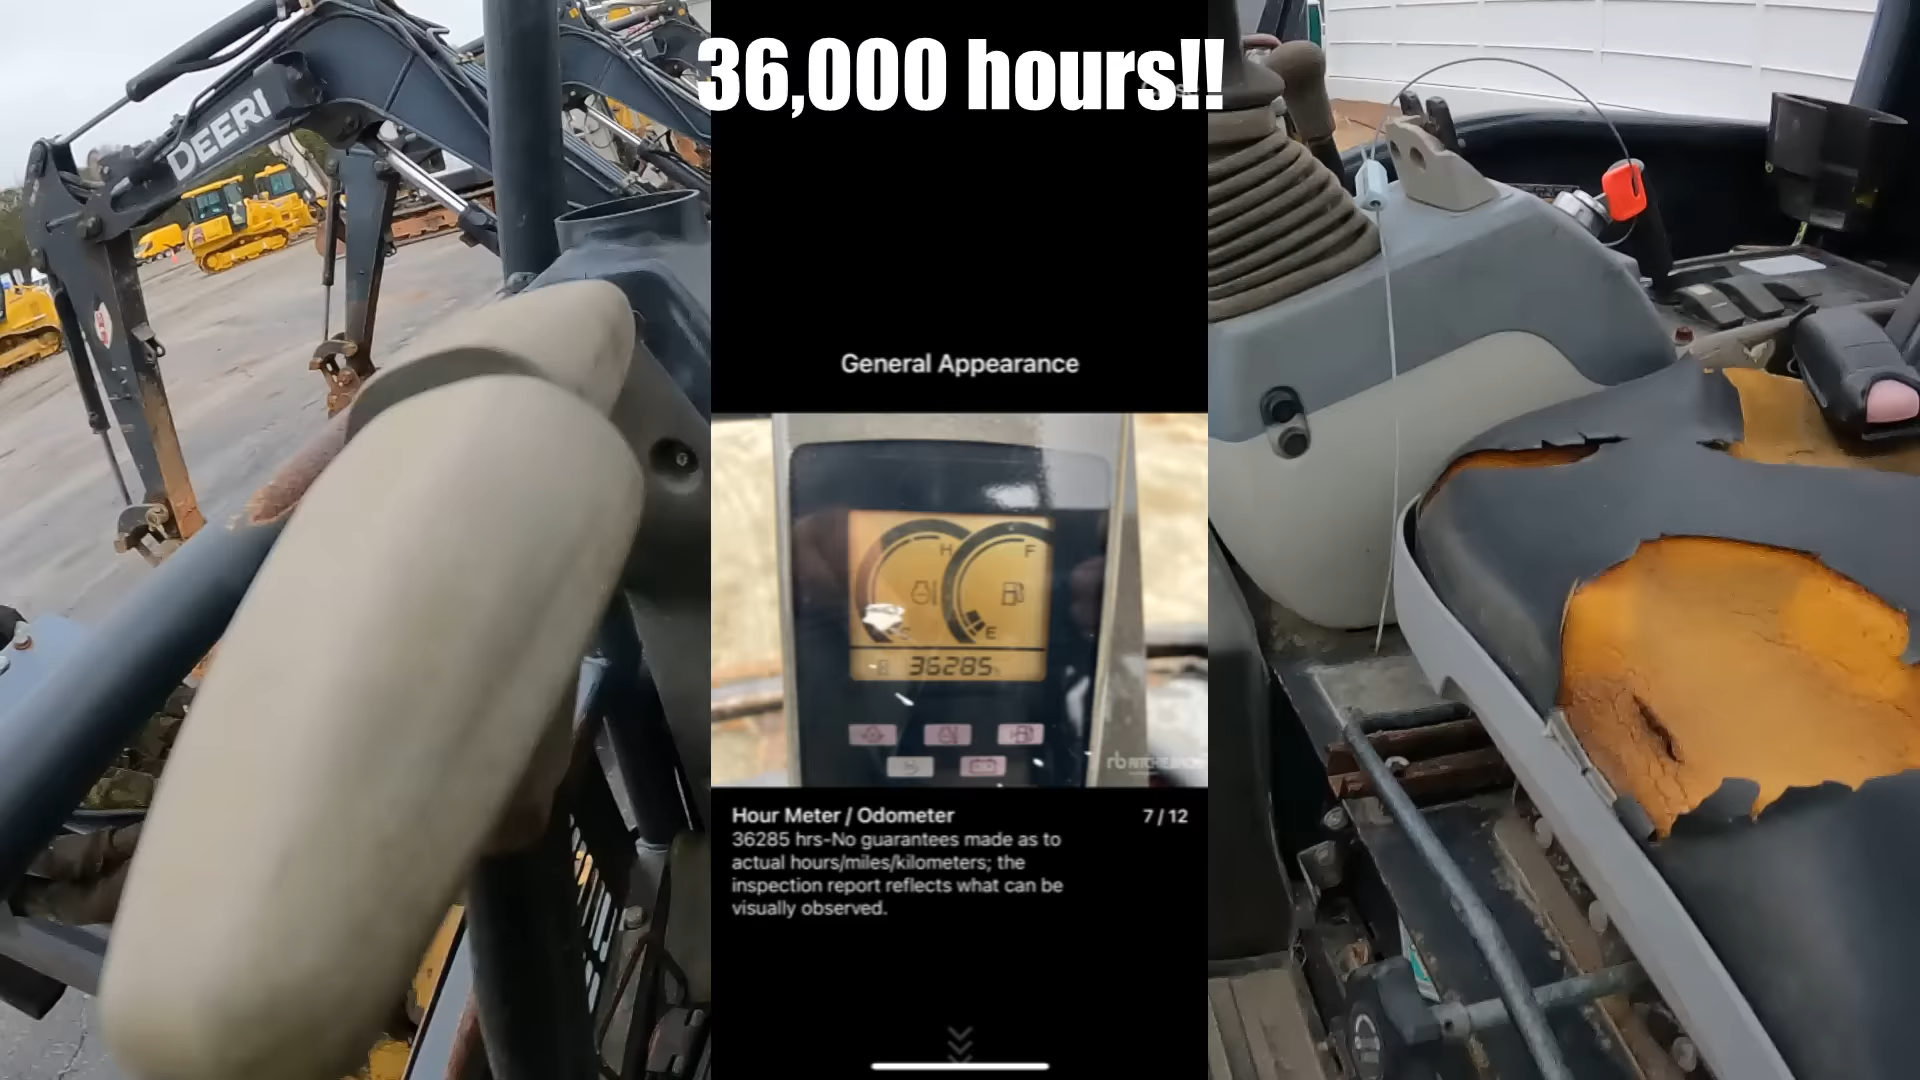 36,000 hours!!
DEERI
General Appearance
H
F
E
36285
Hour Meter / Odometer
7 / 12
36285 hrs-No guarantees made as to
actual hours/miles/kilometers; the
inspection report reflects what can be
visually observed.